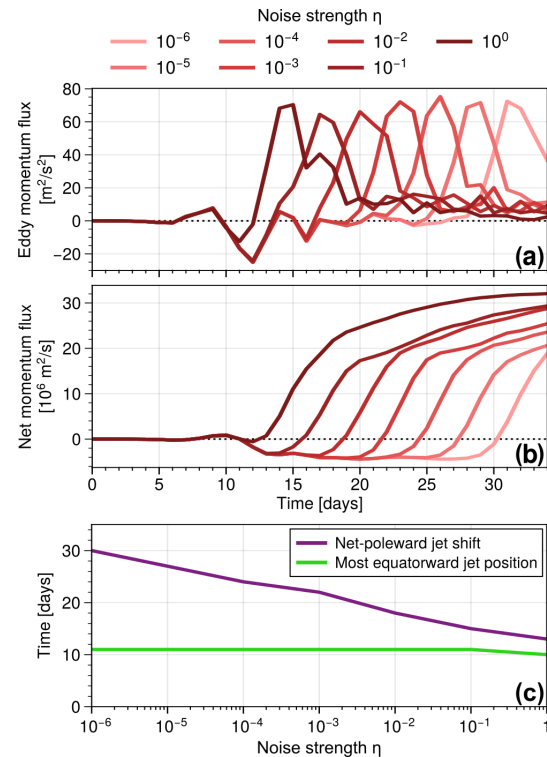 Noise strength η
10⁻⁶ 10⁻⁴ 10⁻² 10⁰
10⁻⁵ 10⁻³ 10⁻¹
Eddy momentum flux
[m²/s²]
80
60
40
20
0
−20
(a)
Net momentum flux
[10⁶ m²/s]
30
20
10
0
(b)
0 5 10 15 20 25 30
Time [days]
Net-poleward jet shift
Most equatorward jet position
Time [days]
30
20
10
0
(c)
10⁻⁶ 10⁻⁵ 10⁻⁴ 10⁻³ 10⁻² 10⁻¹ 1
Noise strength η